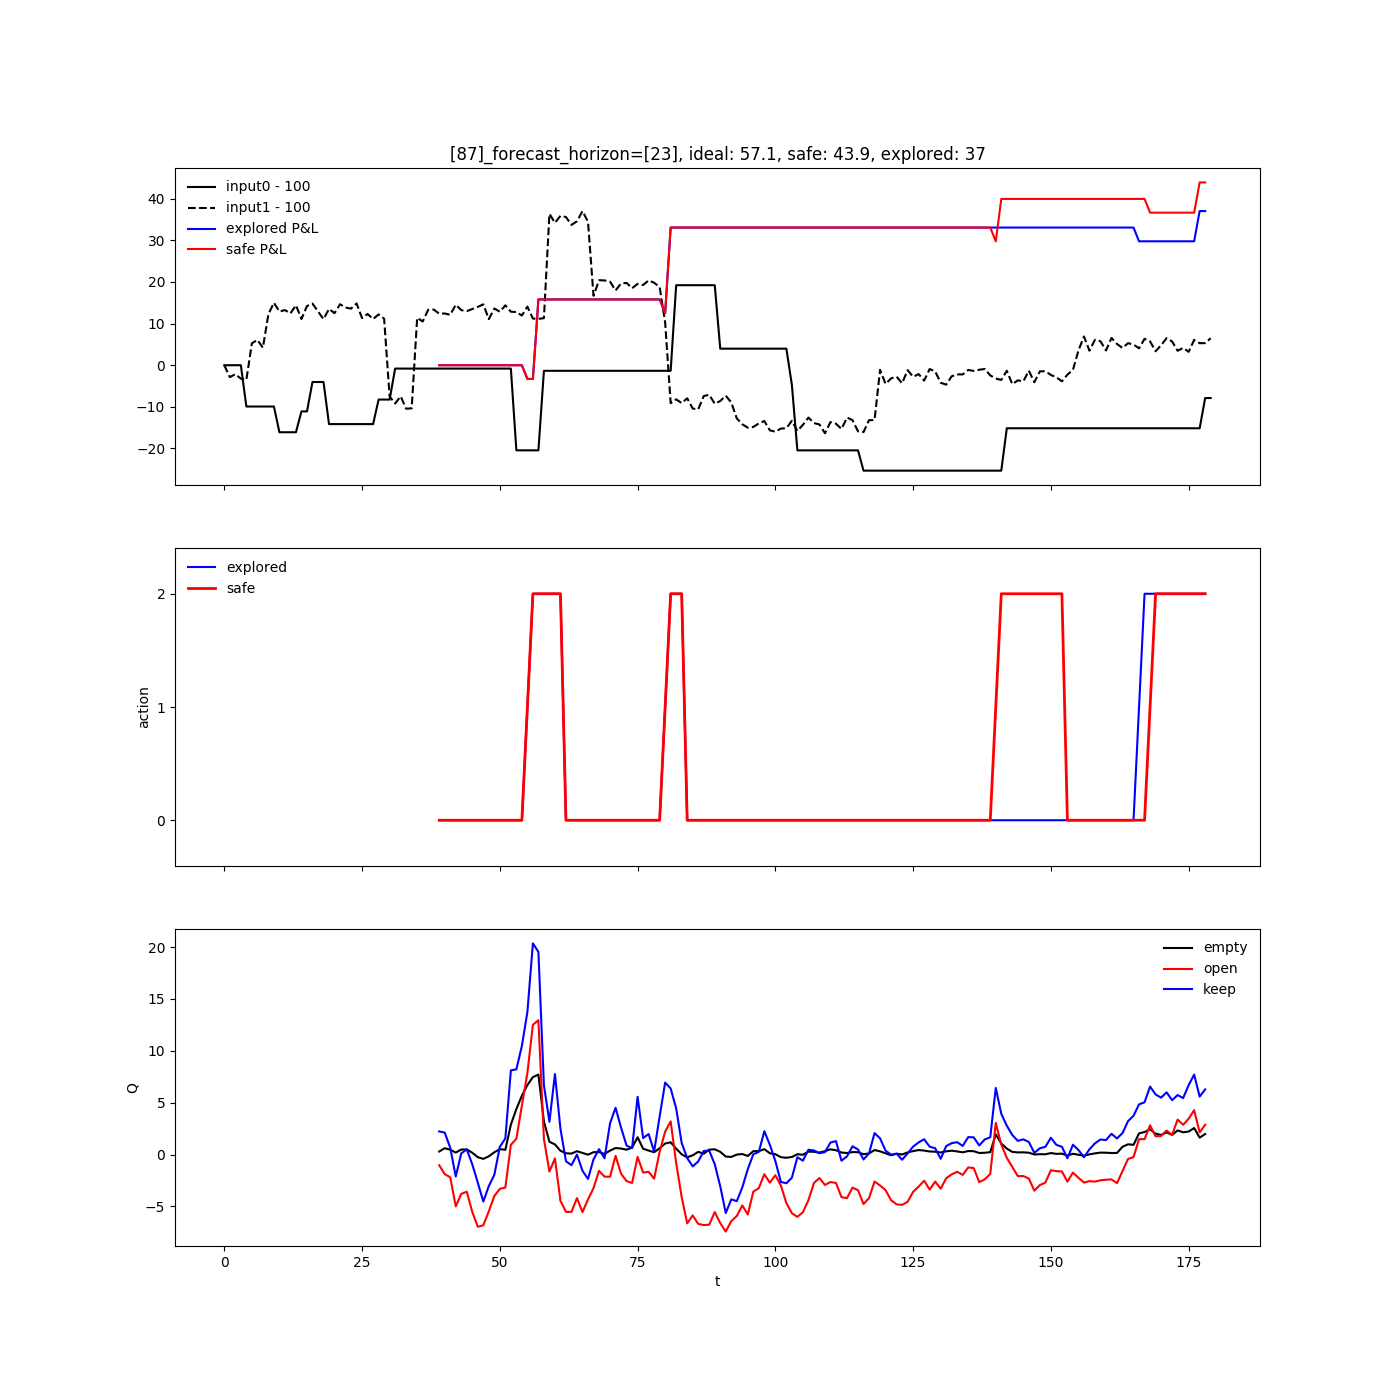 [87]_forecast_horizon=[23], ideal: 57.1, safe: 43.9, explored: 37
input0 - 100
input1 - 100
explored P&L
safe P&L
40
30
20
10
0
−10
−20
explored
safe
2
1
0
action
empty
open
keep
20
15
10
5
0
−5
Q
0 25 50 75 100 125 150 175
t